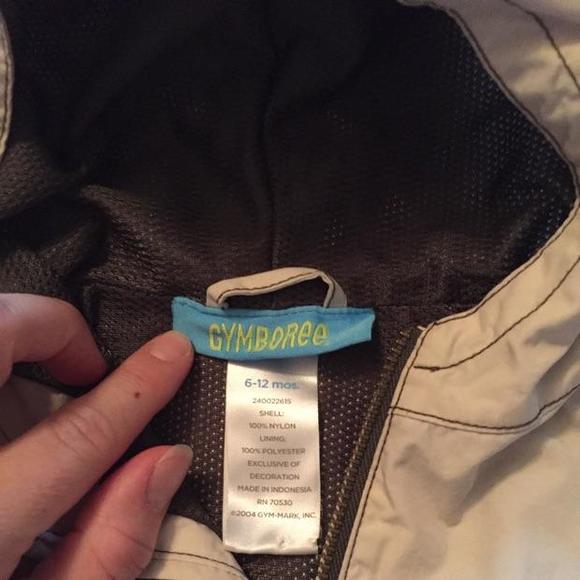 GYMBOREE
6-12 mos.
240022615
SHELL:
100% NYLON
LINING:
100% POLYESTER
EXCLUSIVE OF
DECORATION
MADE IN INDONESIA
RN 70530
©2004 GYM-MARK, INC.